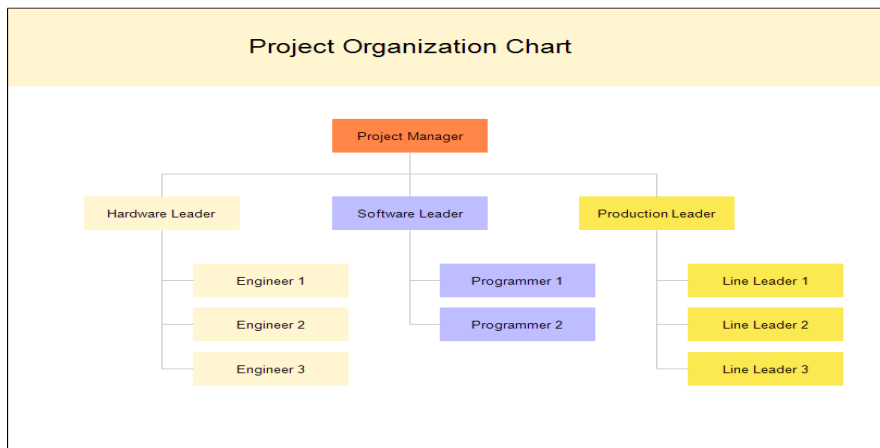 Project Organization Chart
Project Manager
Hardware Leader
Software Leader
Production Leader
Engineer 1
Programmer 1
Line Leader 1
Engineer 2
Programmer 2
Line Leader 2
Engineer 3
Line Leader 3